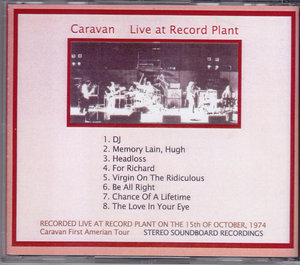 Caravan Live at Record Plant
1. DJ
2. Memory Lain, Hugh
3. Headloss
4. For Richard
5. Virgin On The Ridiculous
6. Be All Right
7. Chance Of A Lifetime
8. The Love In Your Eye
RECORDED LIVE AT RECORD PLANT ON THE 15th OF OCTOBER, 1974
Caravan First Amerian Tour STEREO SOUNDBOARD RECORDINGS